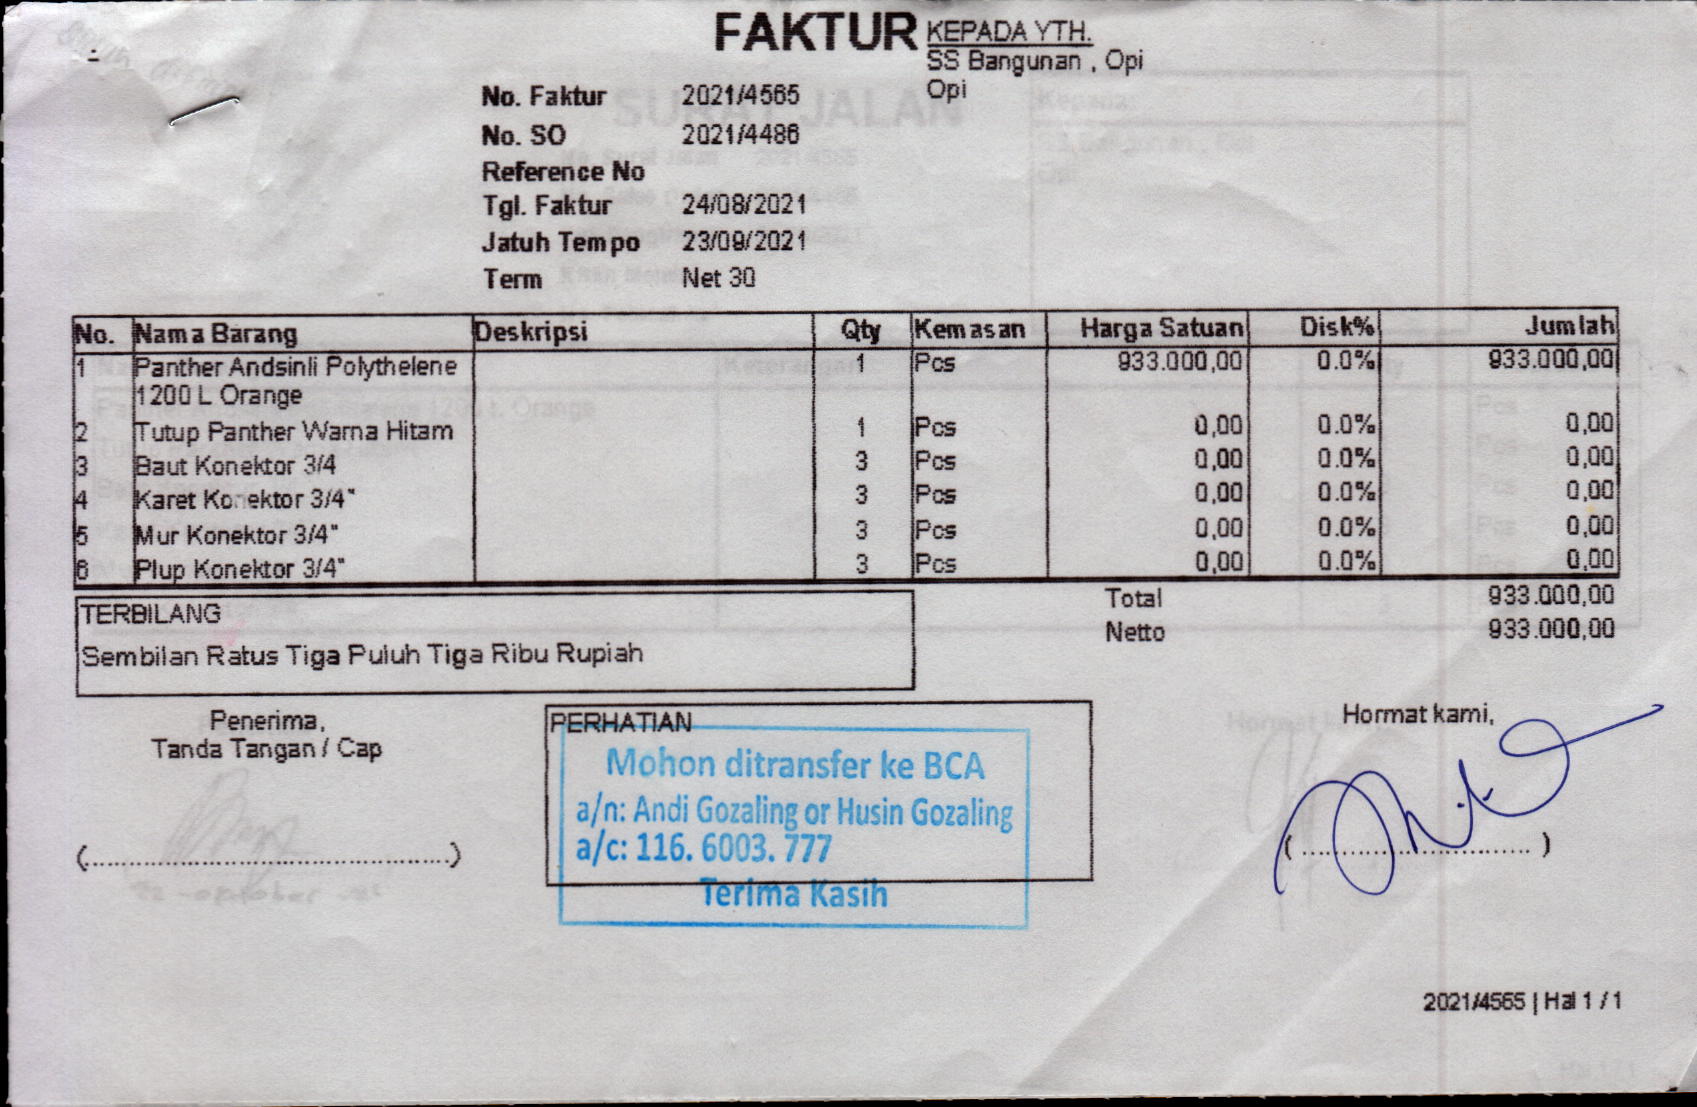 FAKTUR
KEPADA YTH.
SS Bangunan , Opi
Opi
No. Faktur 2021/4565
No. SO 2021/4486
Reference No
Tgl. Faktur 24/08/2021
Jatuh Tempo 23/09/2021
Term Net 30
No. Nama Barang Deskripsi Qty Kemasan Harga Satuan Disk% Jumlah
1 Panther Andsinli Polythelene 1 Pcs 933.000,00 0.0% 933.000,00
1200 L Orange
2 Tutup Panther Warna Hitam 1 Pcs 0,00 0.0% 0,00
3 Baut Konektor 3/4 3 Pcs 0,00 0.0% 0,00
4 Karet Konektor 3/4" 3 Pcs 0,00 0.0% 0,00
5 Mur Konektor 3/4" 3 Pcs 0,00 0.0% 0,00
6 Plup Konektor 3/4" 3 Pcs 0,00 0.0% 0,00
Total 933.000,00
Netto 933.000,00
TERBILANG
Sembilan Ratus Tiga Puluh Tiga Ribu Rupiah
Penerima,
Tanda Tangan / Cap
(..................................................)
PERHATIAN
Mohon ditransfer ke BCA
a/n: Andi Gozaling or Husin Gozaling
a/c: 116. 6003. 777
Terima Kasih
Hormat kami,
( ................................ )
2021/4565 | Hal 1 / 1
SURAT JALAN
Kepada: